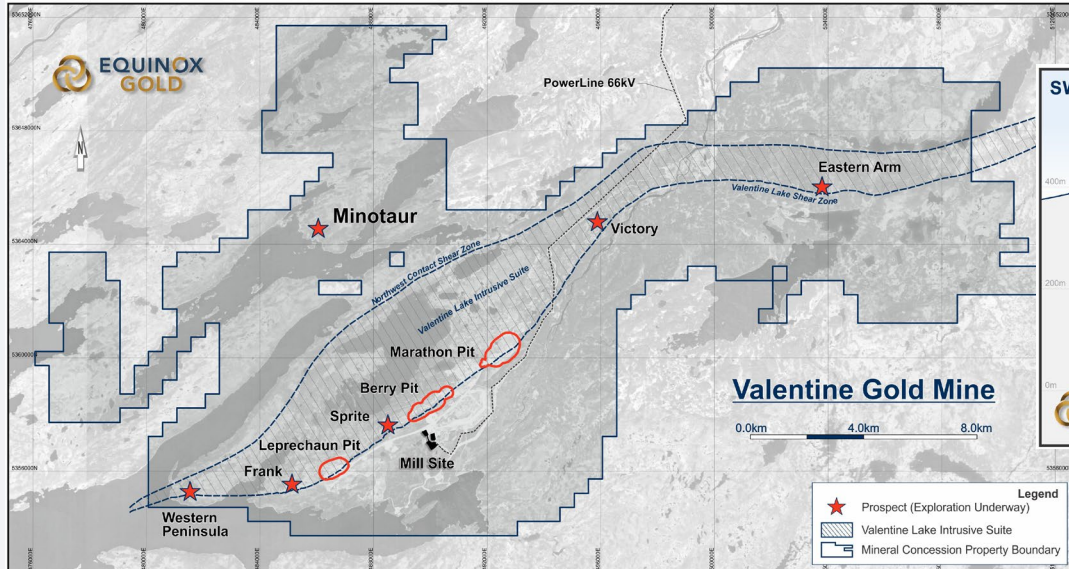 EQUINOX
GOLD
N
PowerLine 66kV
SW
Eastern Arm
Valentine Lake Shear Zone
400m
Minotaur
Victory
Northwest Contact Shear Zone
200m
Valentine Lake Intrusive Suite
5364000N
5360000N
Marathon Pit
Berry Pit
Valentine Gold Mine
0m
Sprite
0.0km 4.0km 8.0km
Leprechaun Pit
Mill Site
Frank
Western
Peninsula
Legend
Prospect (Exploration Underway)
Valentine Lake Intrusive Suite
Mineral Concession Property Boundary